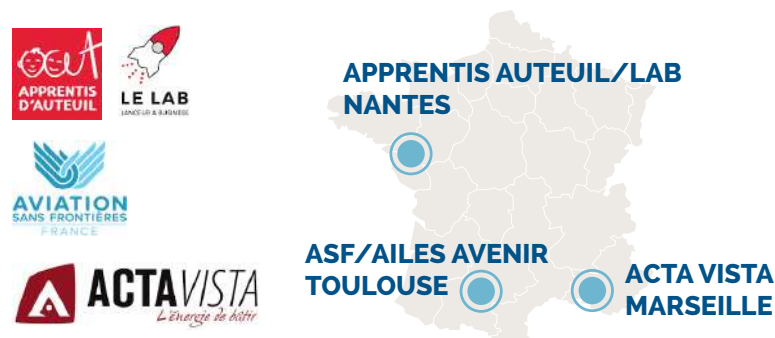 APPRENTIS
D'AUTEUIL
LE LAB
AVIATION
SANS FRONTIÈRES
FRANCE
ACTAVISTA
L'énergie de bâtir
APPRENTIS AUTEUIL/LAB
NANTES
ASF/AILES AVENIR
TOULOUSE
ACTA VISTA
MARSEILLE